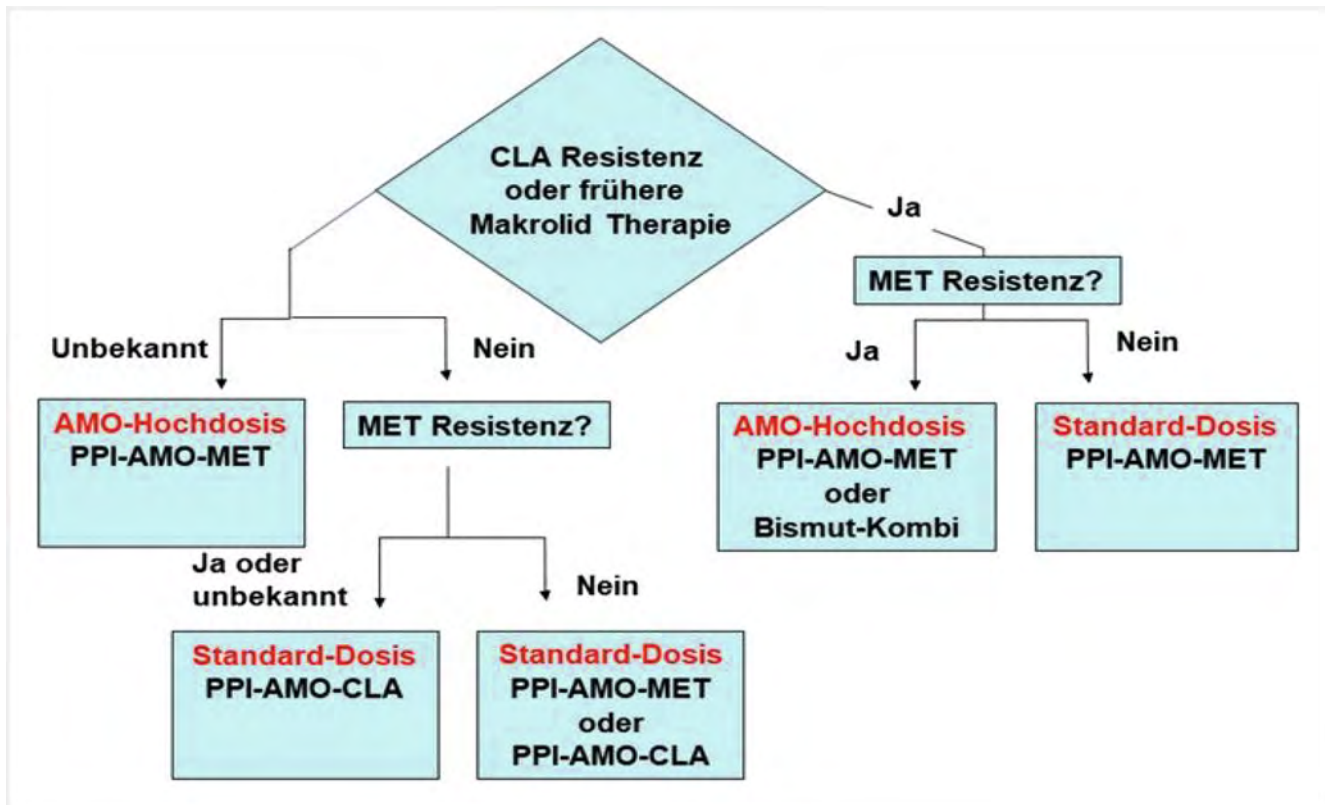 CLA Resistenz
oder frühere
Makrolid Therapie
Ja
MET Resistenz?
Unbekannt
Nein
Ja
Nein
AMO-Hochdosis
PPI-AMO-MET
MET Resistenz?
AMO-Hochdosis
PPI-AMO-MET
oder
Bismut-Kombi
Standard-Dosis
PPI-AMO-MET
Ja oder
unbekannt
Nein
Standard-Dosis
PPI-AMO-CLA
Standard-Dosis
PPI-AMO-MET
oder
PPI-AMO-CLA